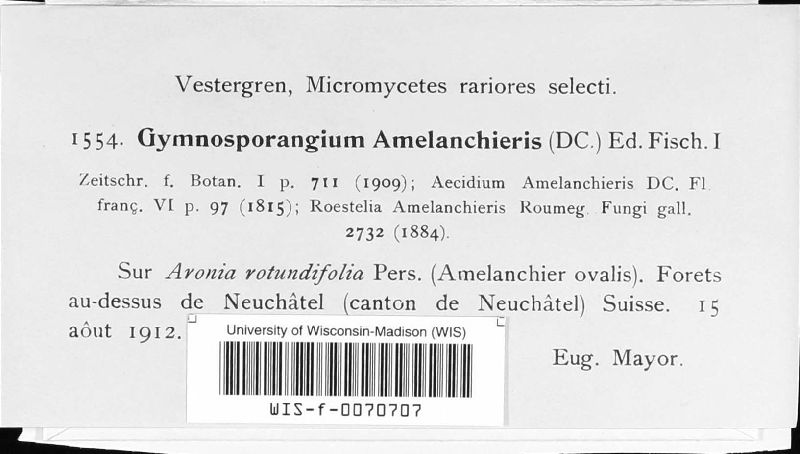 Vestergren, Micromycetes rariores selecti.
1554. Gymnosporangium Amelanchieris (DC.) Ed. Fisch. I
Zeitschr. f. Botan. I p. 711 (1909); Aecidium Amelanchieris DC. Fl
franç. VI p. 97 (1815); Roestelia Amelanchieris Roumeg. Fungi gall.
2732 (1884).
Sur Aronia rotundifolia Pers. (Amelanchier ovalis). Forets
au-dessus de Neuchâtel (canton de Neuchâtel) Suisse. 15
aôut 1912.
Eug. Mayor.
University of Wisconsin-Madison (WIS)
WIS-f-0070707